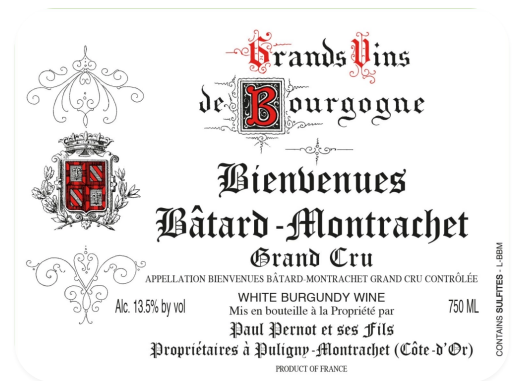 Grands Vins
de Bourgogne
Bienvenues
Bâtard-Montrachet
Grand Cru
APPELLATION BIENVENUES BÂTARD-MONTRACHET GRAND CRU CONTRÔLÉE
Alc. 13.5% by vol
WHITE BURGUNDY WINE
750 ML
Mis en bouteille à la Propriété par
Paul Pernot et ses Fils
Propriétaires à Puligny-Montrachet (Côte-d'Or)
PRODUCT OF FRANCE
CONTAINS SULFITES - L-BBM